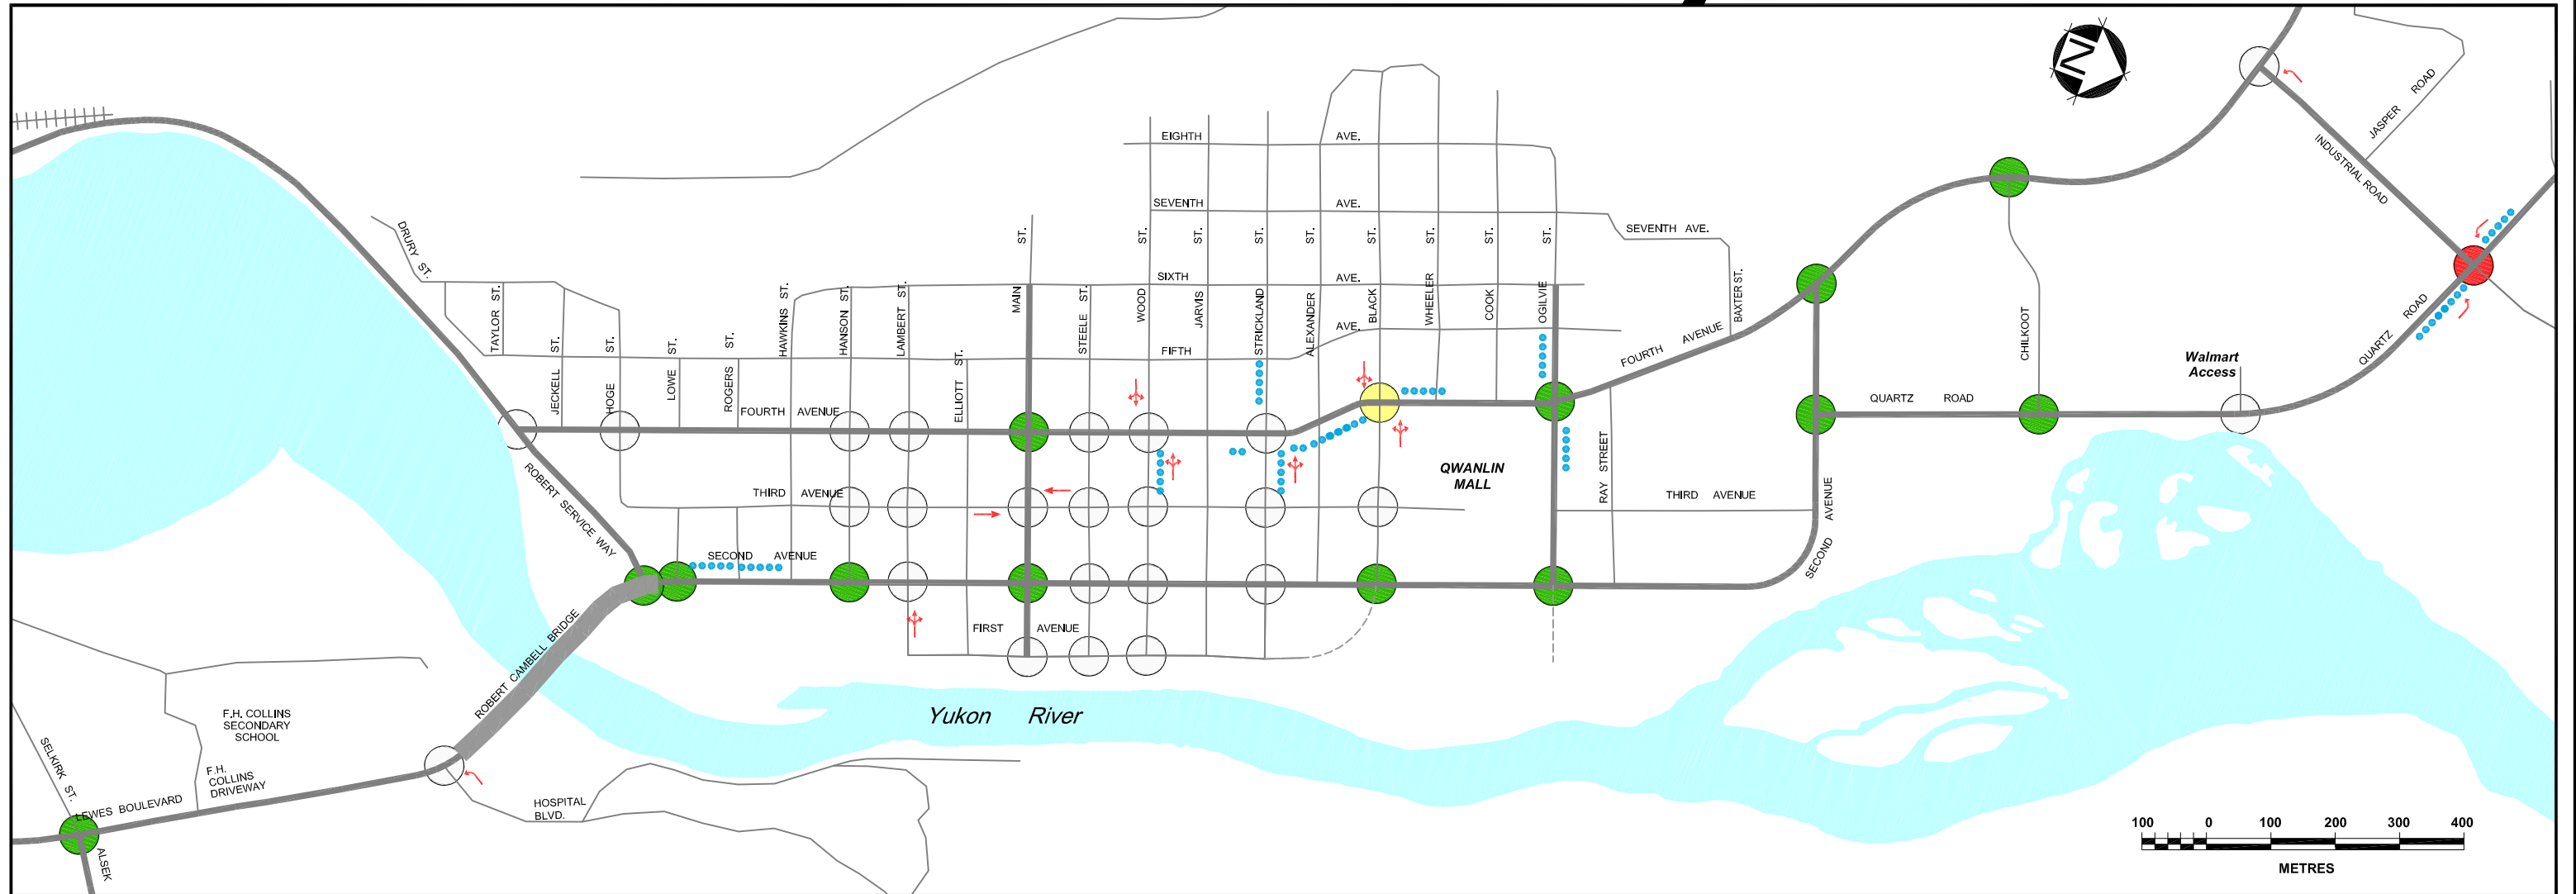 N
JASPER ROAD
INDUSTRIAL ROAD
EIGHTH AVE.
SEVENTH AVE.
SEVENTH AVE.
DRURY ST.
ST.
ST.
ST.
ST.
ST.
ST.
ST.
ST.
ST.
SIXTH AVE.
TAYLOR ST.
HAWKINS ST.
HANSON ST.
LAMBERT ST.
MAIN
STEELE ST.
WOOD
JARVIS
STRICKLAND
ALEXANDER
BLACK
WHEELER
COOK
OGILVIE
BAXTER ST.
AVE.
FIFTH
JECKELL ST.
HOGE ST.
LOWE ST.
ROGERS ST.
ELLIOTT ST.
FOURTH AVENUE
FOURTH AVENUE
CHILKOOT
QUARTZ ROAD
Walmart
Access
QUARTZ ROAD
QWANLIN
MALL
RAY STREET
THIRD AVENUE
THIRD AVENUE
ROBERT SERVICE WAY
SECOND AVENUE
SECOND AVENUE
FIRST AVENUE
ROBERT CAMBELL BRIDGE
Yukon River
F.H. COLLINS
SECONDARY
SCHOOL
F.H.
COLLINS
DRIVEWAY
SELKIRK ST.
LEWES BOULEVARD
HOSPITAL
BLVD.
ALSEK
100 0 100 200 300 400
METRES